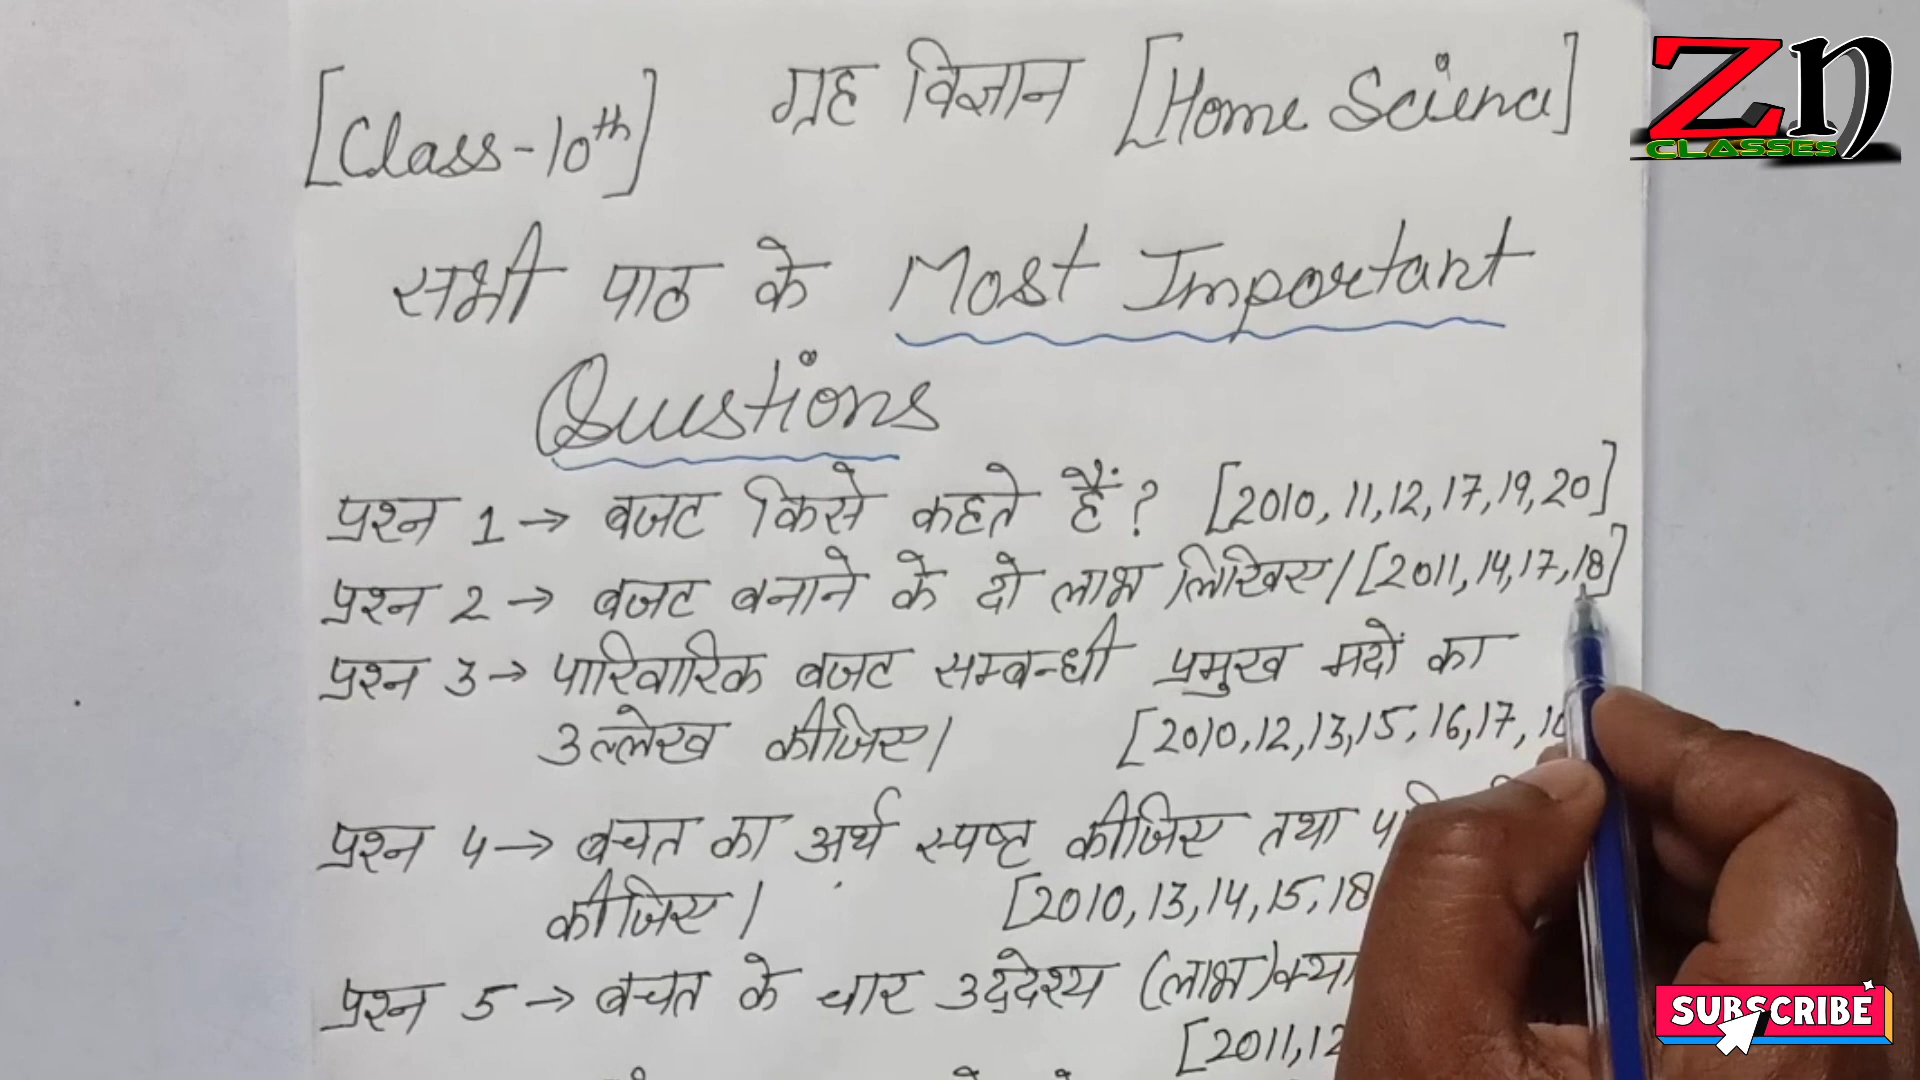 [Class-10th] ग्रह विज्ञान [Home Science]
Zn
CLASSES
सभी पाठ के Most Important
Questions
प्रश्न 1→ बजट किसे कहते हैं? [2010, 11, 12, 17, 19, 20]
प्रश्न 2→ बजट बनाने के दो लाभ लिखिए। [2011, 14, 17, 18]
प्रश्न 3→ पारिवारिक बजट सम्बन्धी प्रमुख मदों का
उल्लेख कीजिए। [2010, 12, 13, 15, 16, 17,
प्रश्न 4→ बचत का अर्थ स्पष्ट कीजिए तथा
कीजिए। [2010, 13, 14, 15, 18
प्रश्न 5→ बचत के चार उद्देश्य (लाभ) क्या
[2011, 12
SUBSCRIBE